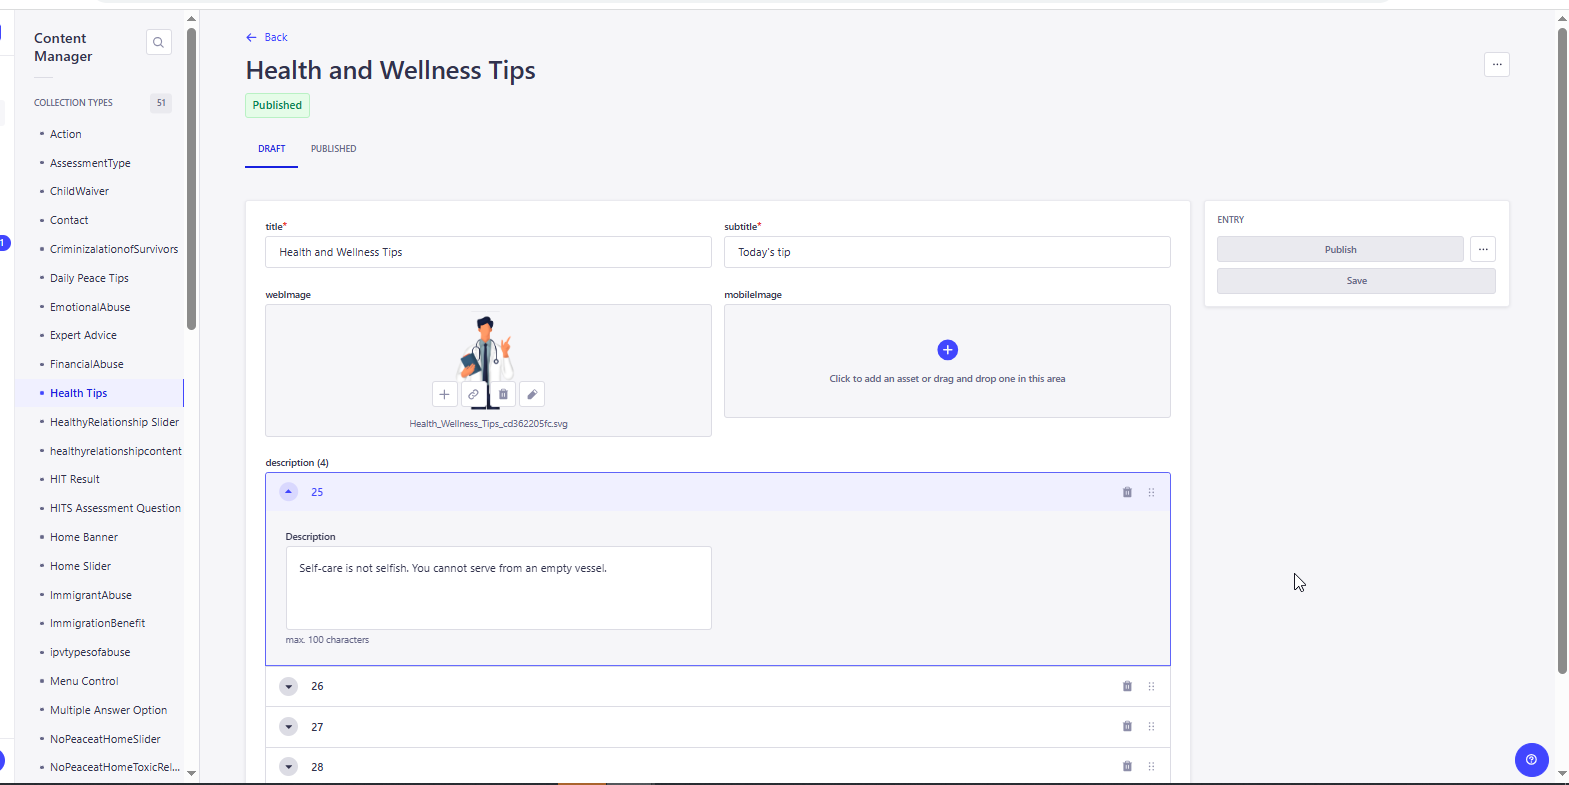 Content
Manager
COLLECTION TYPES 51
Action
AssessmentType
ChildWaiver
Contact
CriminizalationofSurvivors
Daily Peace Tips
EmotionalAbuse
Expert Advice
FinancialAbuse
Health Tips
HealthyRelationship Slider
healthyrelationshipcontent
HIT Result
HITS Assessment Question
Home Banner
Home Slider
ImmigrantAbuse
ImmigrationBenefit
ipvtypesofabuse
Menu Control
Multiple Answer Option
NoPeaceatHomeSlider
NoPeaceatHomeToxicRel...
1
Back
Health and Wellness Tips
Published
DRAFT PUBLISHED
title* subtitle*
Health and Wellness Tips Today's tip
webImage mobileImage
Click to add an asset or drag and drop one in this area
Health_Wellness_Tips_cd362205fc.svg
description (4)
25
Description
Self-care is not selfish. You cannot serve from an empty vessel.
max. 100 characters
26
27
28
ENTRY
Publish
Save